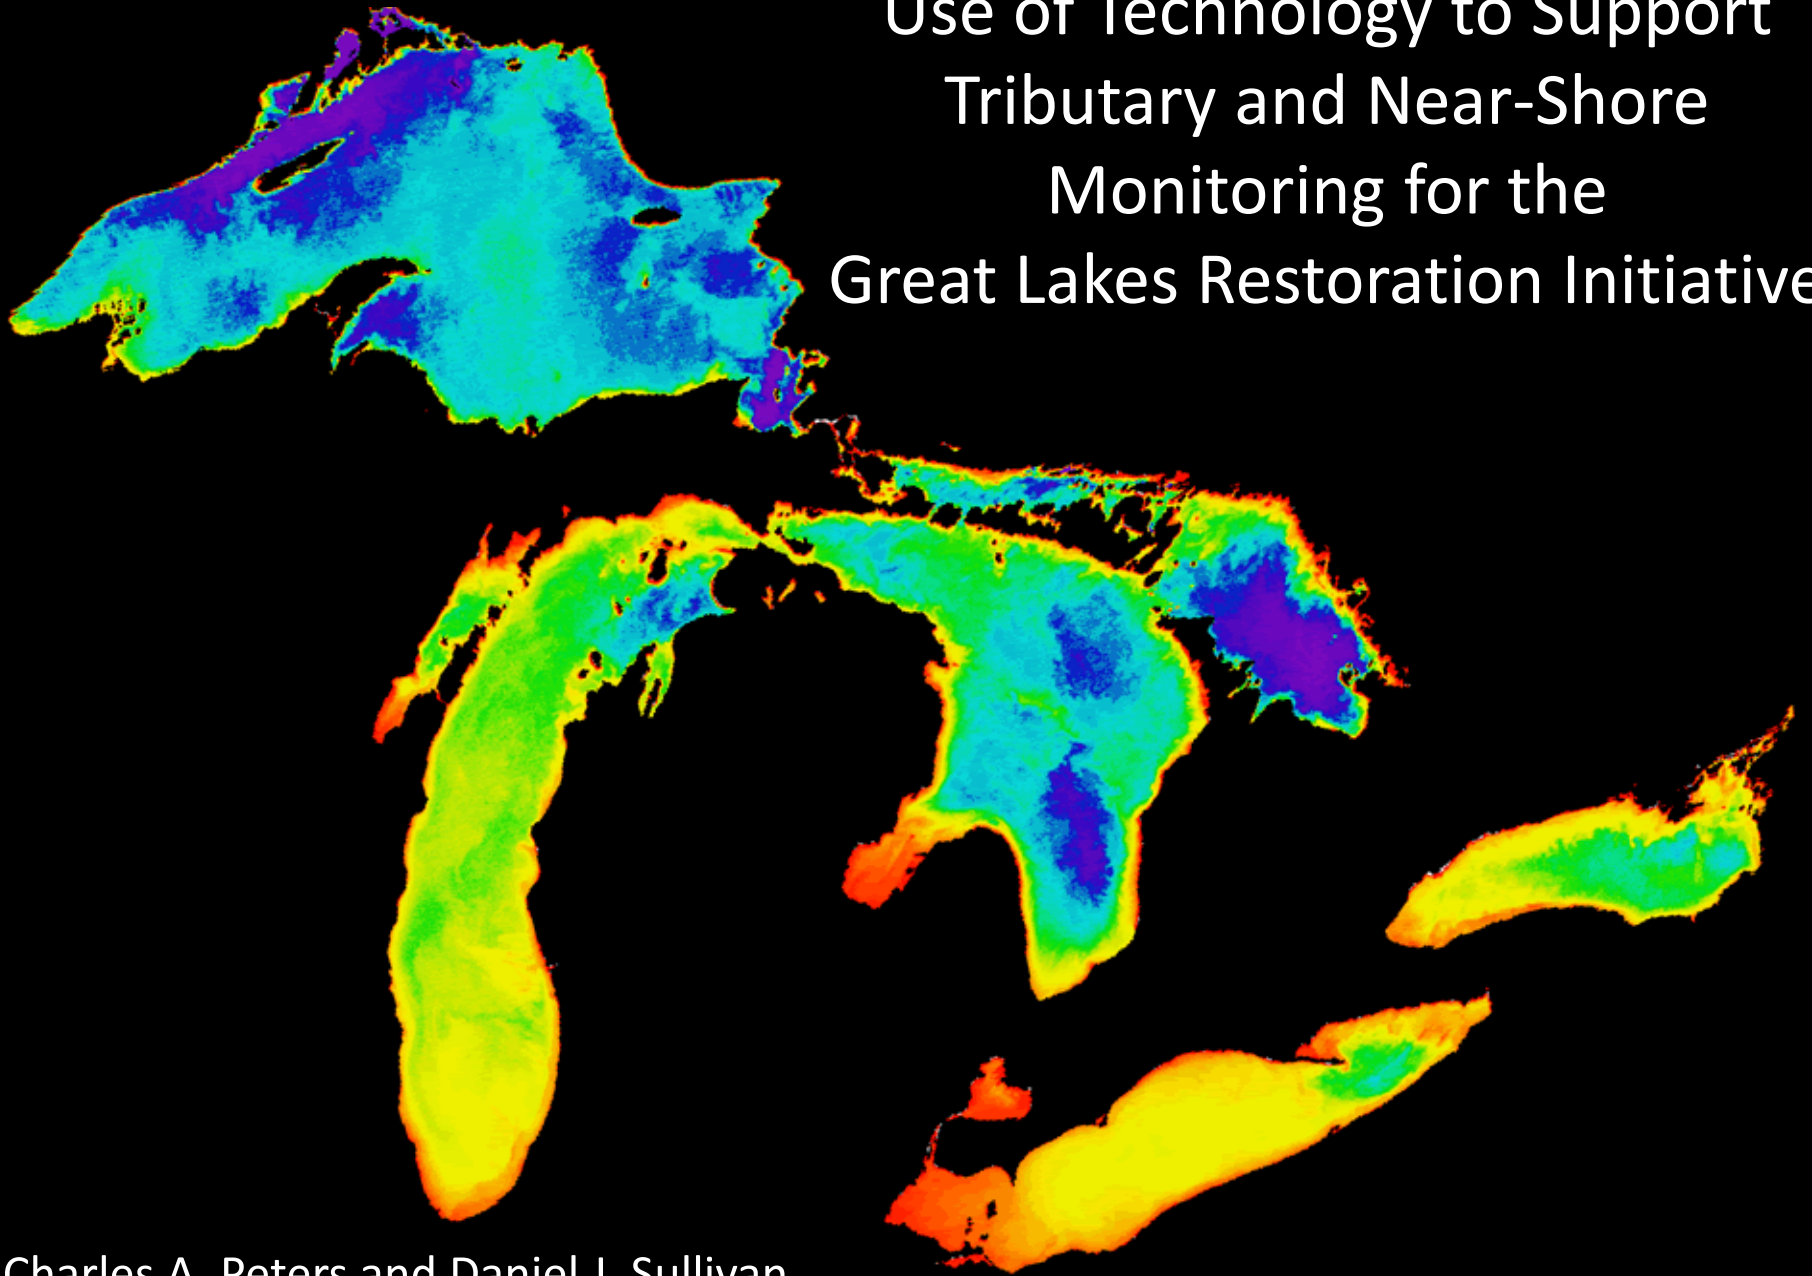 Use of Technology to Support
Tributary and Near-Shore
Monitoring for the
Great Lakes Restoration Initiative
Charles A. Peters and Daniel J. Sullivan